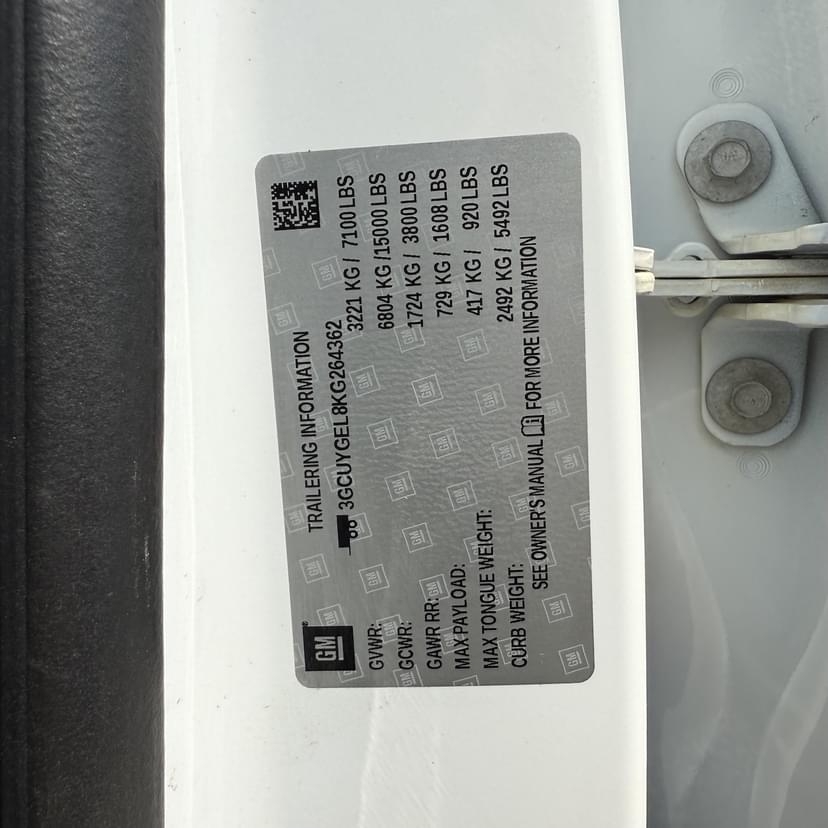 TRAILERING INFORMATION
3GCUYGEL8KG264362
GM
GVWR: 3221 KG / 7100 LBS
GCWR: 6804 KG /15000 LBS
GAWR RR: 1724 KG / 3800 LBS
MAX PAYLOAD: 729 KG / 1608 LBS
MAX TONGUE WEIGHT: 417 KG / 920 LBS
CURB WEIGHT: 2492 KG / 5492 LBS
SEE OWNER'S MANUAL FOR MORE INFORMATION